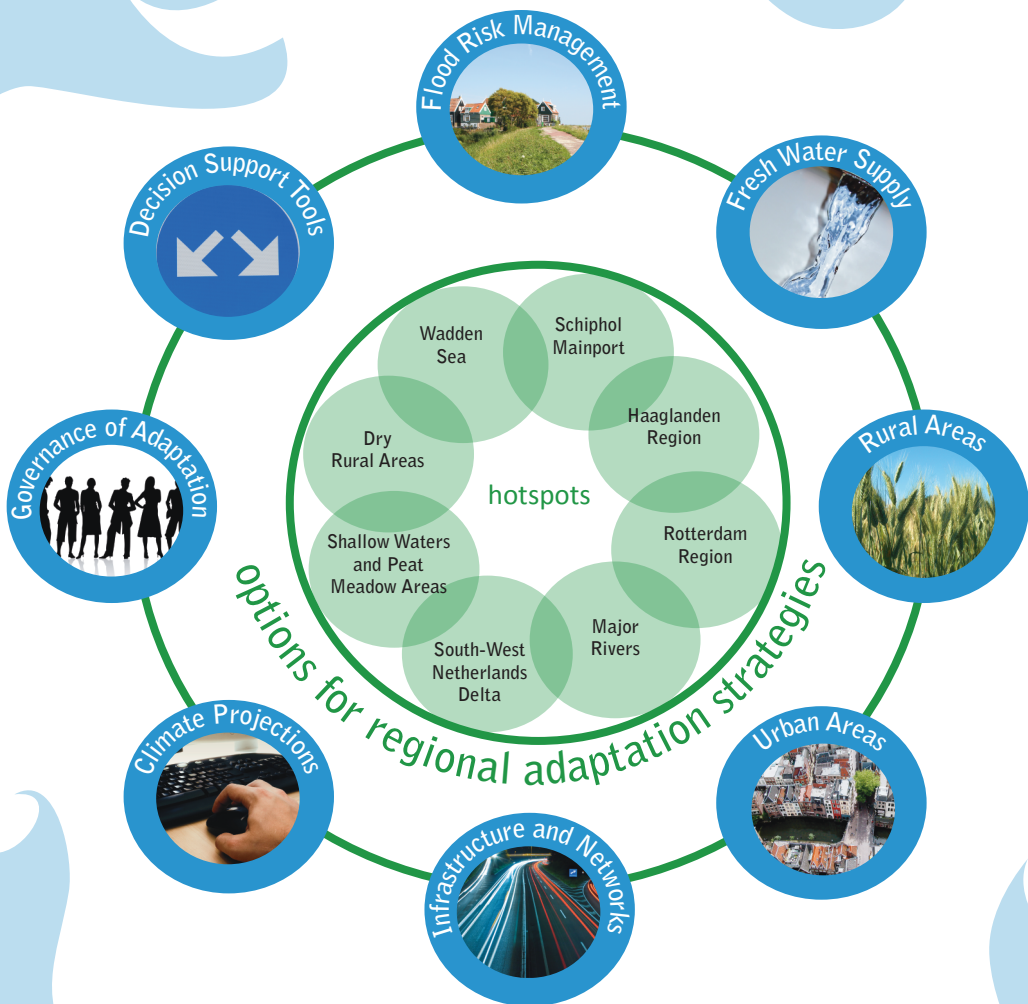 Flood Risk Management
Fresh Water Supply
Rural Areas
Urban Areas
Infrastructure and Networks
Climate Projections
Governance of Adaptation
Decision Support Tools
Wadden
Sea
Schiphol
Mainport
Haaglanden
Region
Rotterdam
Region
Major
Rivers
South-West
Netherlands
Delta
Shallow Waters
and Peat
Meadow Areas
Dry
Rural Areas
hotspots
options for regional adaptation strategies